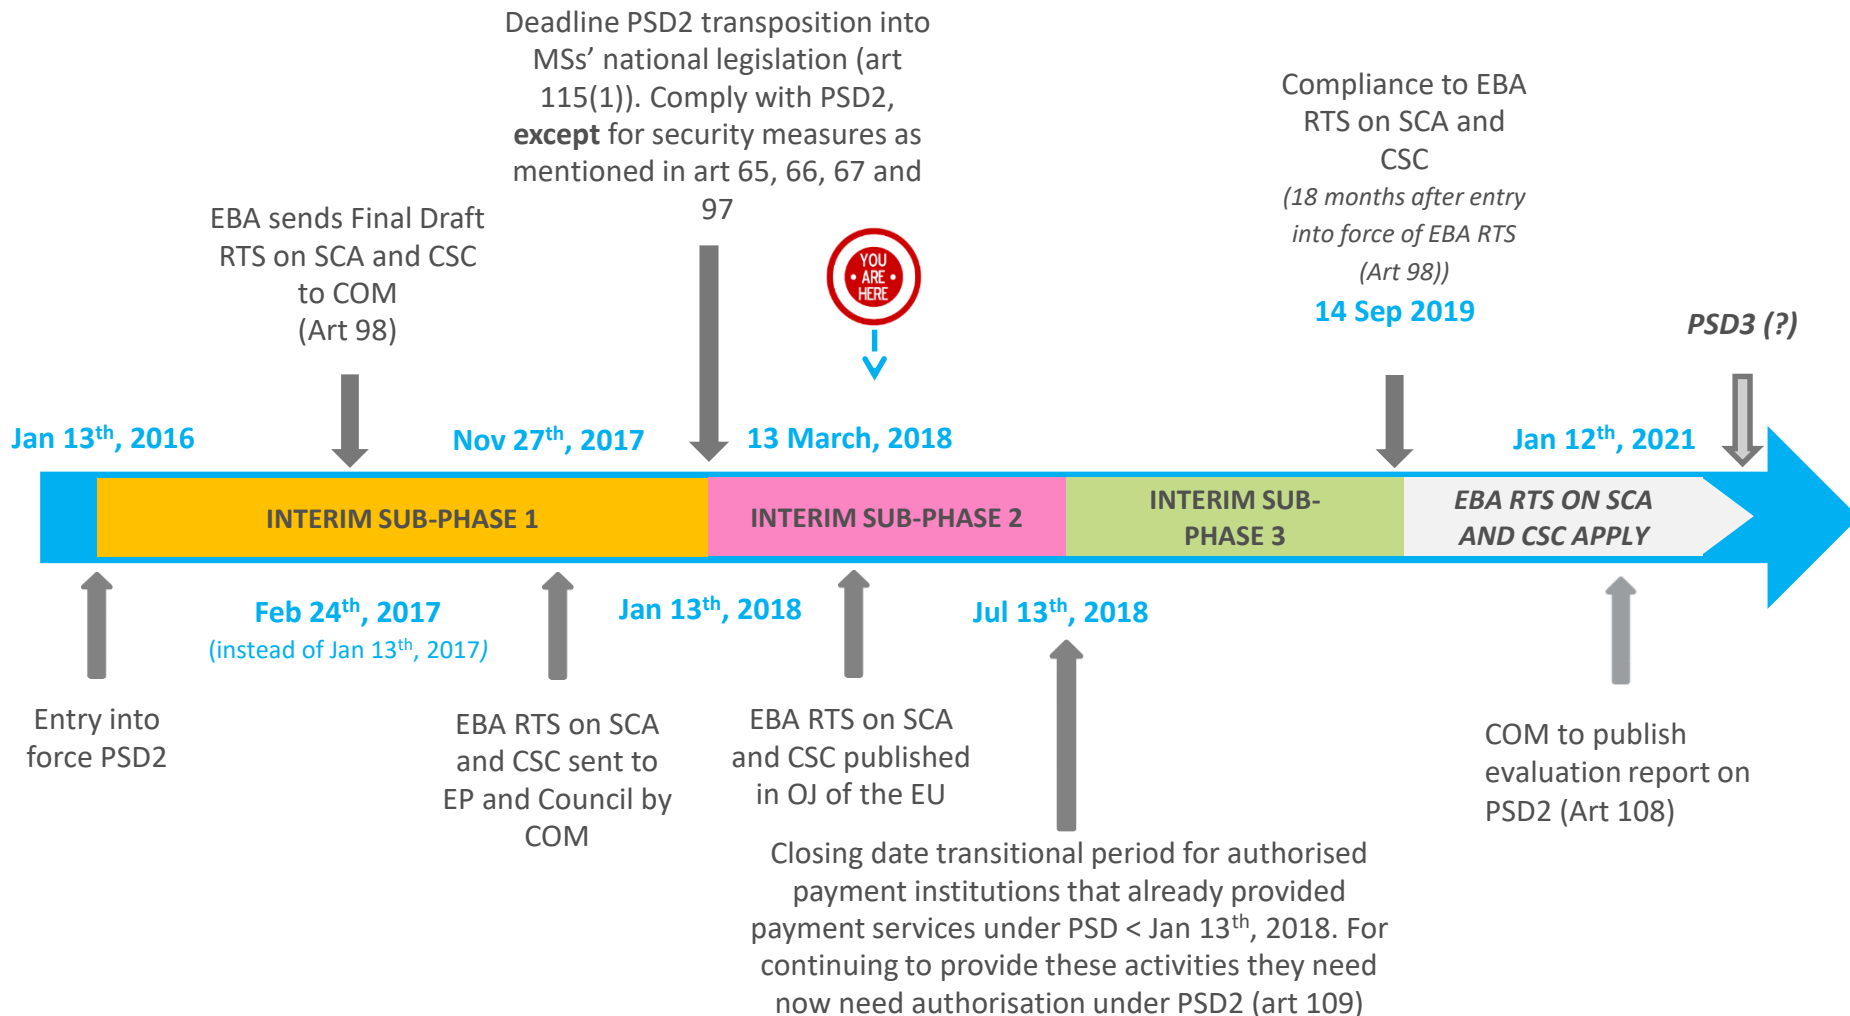 Deadline PSD2 transposition into
MSs’ national legislation (art
115(1)). Comply with PSD2,
except for security measures as
mentioned in art 65, 66, 67 and
97
Compliance to EBA
RTS on SCA and
CSC
(18 months after entry
into force of EBA RTS
(Art 98))
14 Sep 2019
EBA sends Final Draft
RTS on SCA and CSC
to COM
(Art 98)
YOU
• ARE •
HERE
PSD3 (?)
Jan 13th, 2016
Nov 27th, 2017
13 March, 2018
Jan 12th, 2021
INTERIM SUB-PHASE 1
INTERIM SUB-PHASE 2
INTERIM SUB-
PHASE 3
EBA RTS ON SCA
AND CSC APPLY
Feb 24th, 2017
(instead of Jan 13th, 2017)
Jan 13th, 2018
Jul 13th, 2018
Entry into
force PSD2
EBA RTS on SCA
and CSC sent to
EP and Council by
COM
EBA RTS on SCA
and CSC published
in OJ of the EU
COM to publish
evaluation report on
PSD2 (Art 108)
Closing date transitional period for authorised
payment institutions that already provided
payment services under PSD < Jan 13th, 2018. For
continuing to provide these activities they need
now need authorisation under PSD2 (art 109)